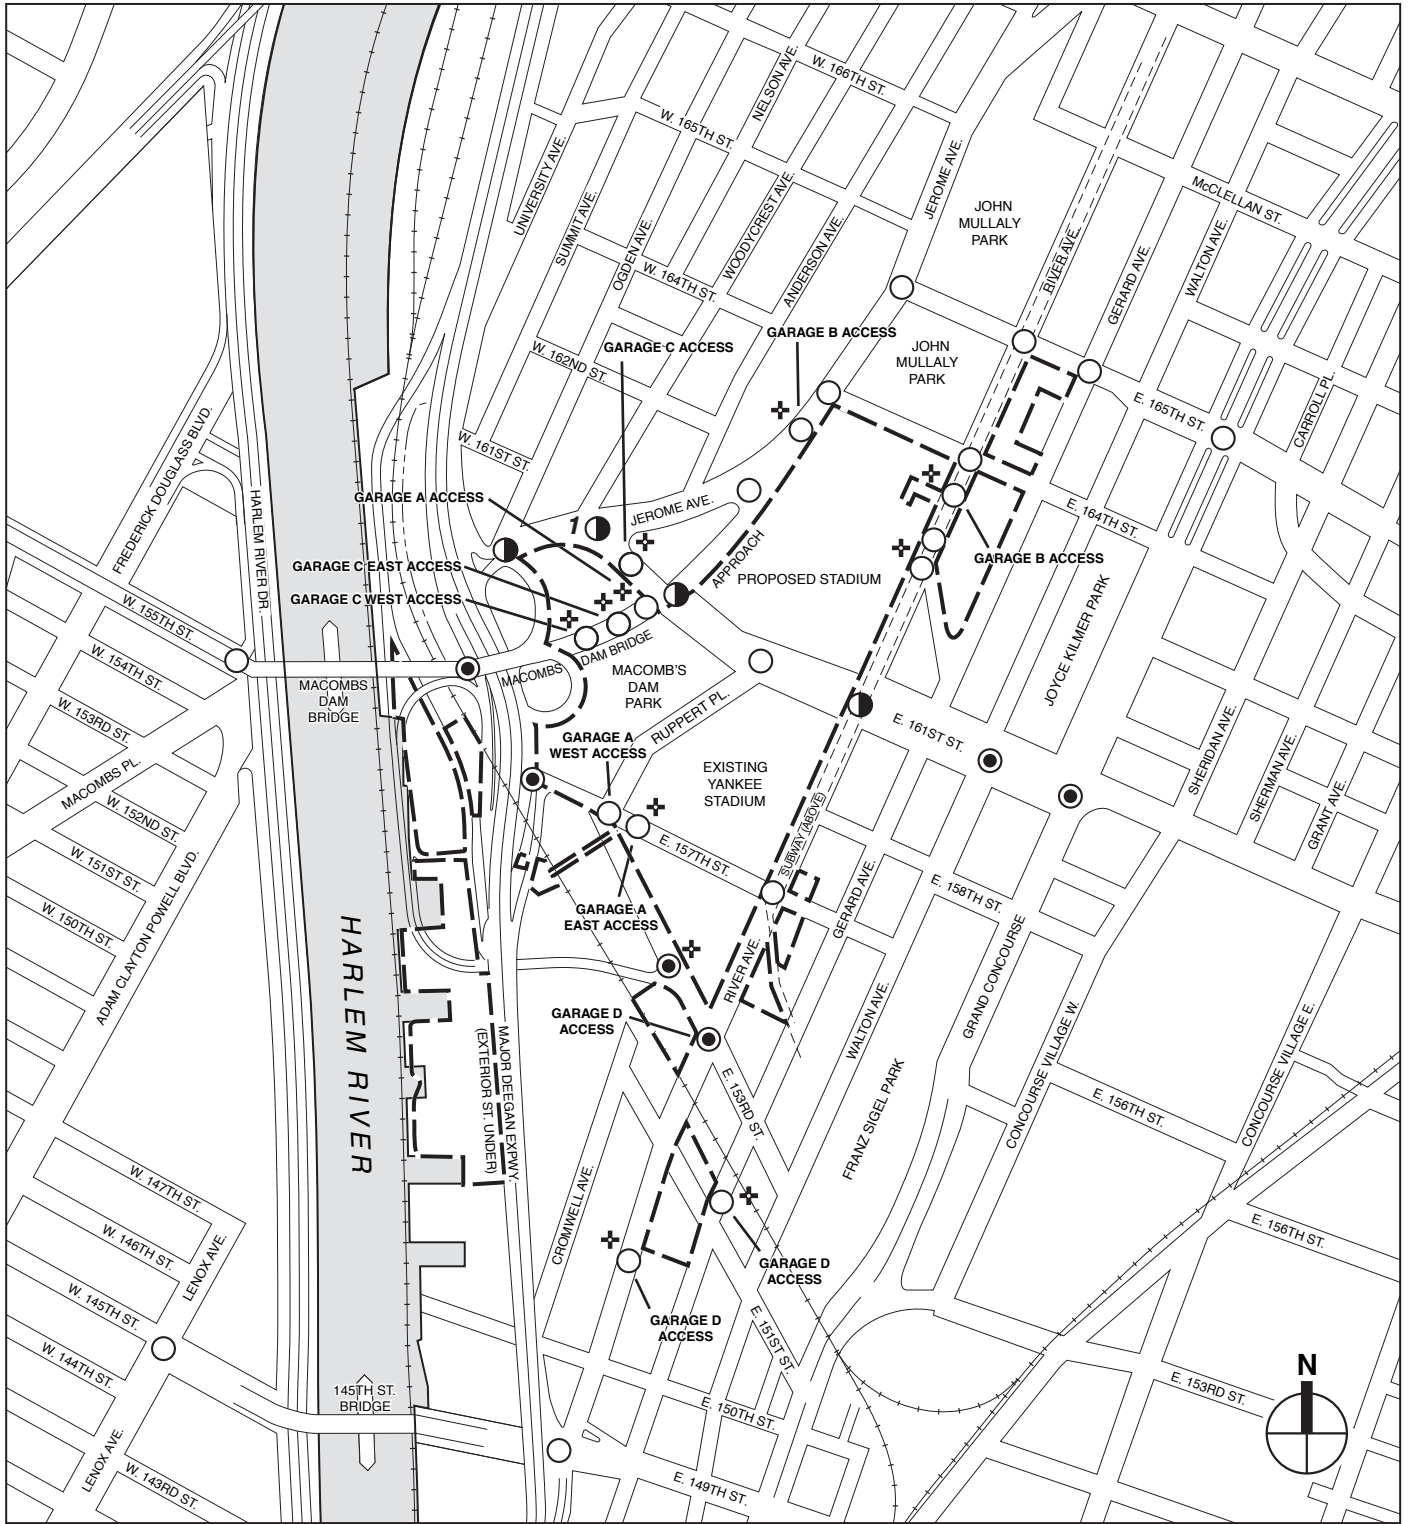 W. 166TH ST.
NELSON AVE.
W. 165TH ST.
UNIVERSITY AVE.
SUMMIT AVE.
OGDEN AVE.
WOODYCREST AVE.
ANDERSON AVE.
JEROME AVE.
JOHN
MULLALY
PARK
McCLELLAN ST.
RIVER AVE.
GERARD AVE.
WALTON AVE.
W. 164TH ST.
GARAGE B ACCESS
GARAGE C ACCESS
JOHN
MULLALY
PARK
W. 162ND ST.
E. 165TH ST.
CARROLL PL.
FREDERICK DOUGLASS BLVD.
W. 161ST ST.
HARLEM RIVER DR.
GARAGE A ACCESS
JEROME AVE.
1
E. 164TH ST.
GARAGE C EAST ACCESS
GARAGE C WEST ACCESS
APPROACH
PROPOSED STADIUM
GARAGE B ACCESS
W. 155TH ST.
W. 154TH ST.
W. 153RD ST.
MACOMBS
DAM
BRIDGE
MACOMBS
DAM BRIDGE
MACOMB'S
DAM
PARK
RUPPERT PL.
JOYCE KILMER PARK
E. 161ST ST.
GARAGE A
WEST ACCESS
EXISTING
YANKEE
STADIUM
SUBWAY (ABOVE)
SHERIDAN AVE.
SHERMAN AVE.
GRANT AVE.
MACOMBS PL.
W. 152ND ST.
W. 151ST ST.
W. 150TH ST.
ADAM CLAYTON POWELL BLVD.
E. 157TH ST.
GERARD AVE.
E. 158TH ST.
GARAGE A
EAST ACCESS
HARLEM RIVER
RIVER AVE.
GRAND CONCOURSE
WALTON AVE.
GARAGE D
ACCESS
MAJOR DEEGAN EXPWY.
(EXTERIOR ST. UNDER)
E. 153RD ST.
FRANZ SIGEL PARK
CONCOURSE VILLAGE W.
CONCOURSE VILLAGE E.
E. 156TH ST.
W. 147TH ST.
W. 146TH ST.
LENOX AVE.
CROMWELL AVE.
E. 156TH ST.
GARAGE D
ACCESS
W. 145TH ST.
W. 144TH ST.
GARAGE D
ACCESS
E. 151ST ST.
N
145TH ST.
BRIDGE
E. 153RD ST.
E. 150TH ST.
LENOX AVE.
W. 143RD ST.
E. 149TH ST.